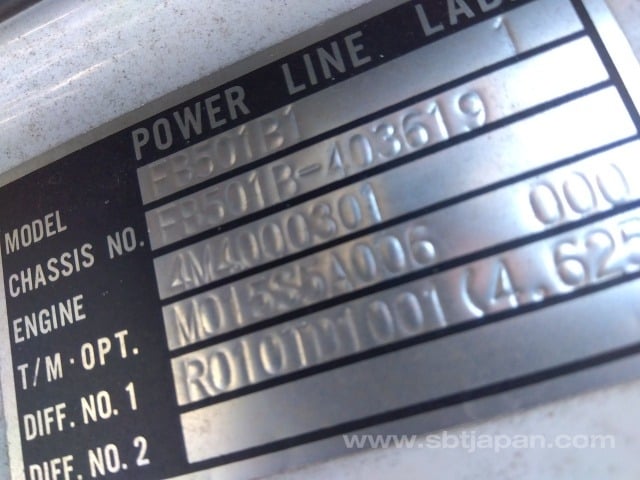 POWER LINE LAB
MODEL FB501B1 1
CHASSIS NO. FB501B-403619
ENGINE 4M4000301
T/M·OPT. M015S5A006 000
DIFF. NO. 1 R010TD1001(4.625
DIFF. NO. 2
www.sbtjapan.com